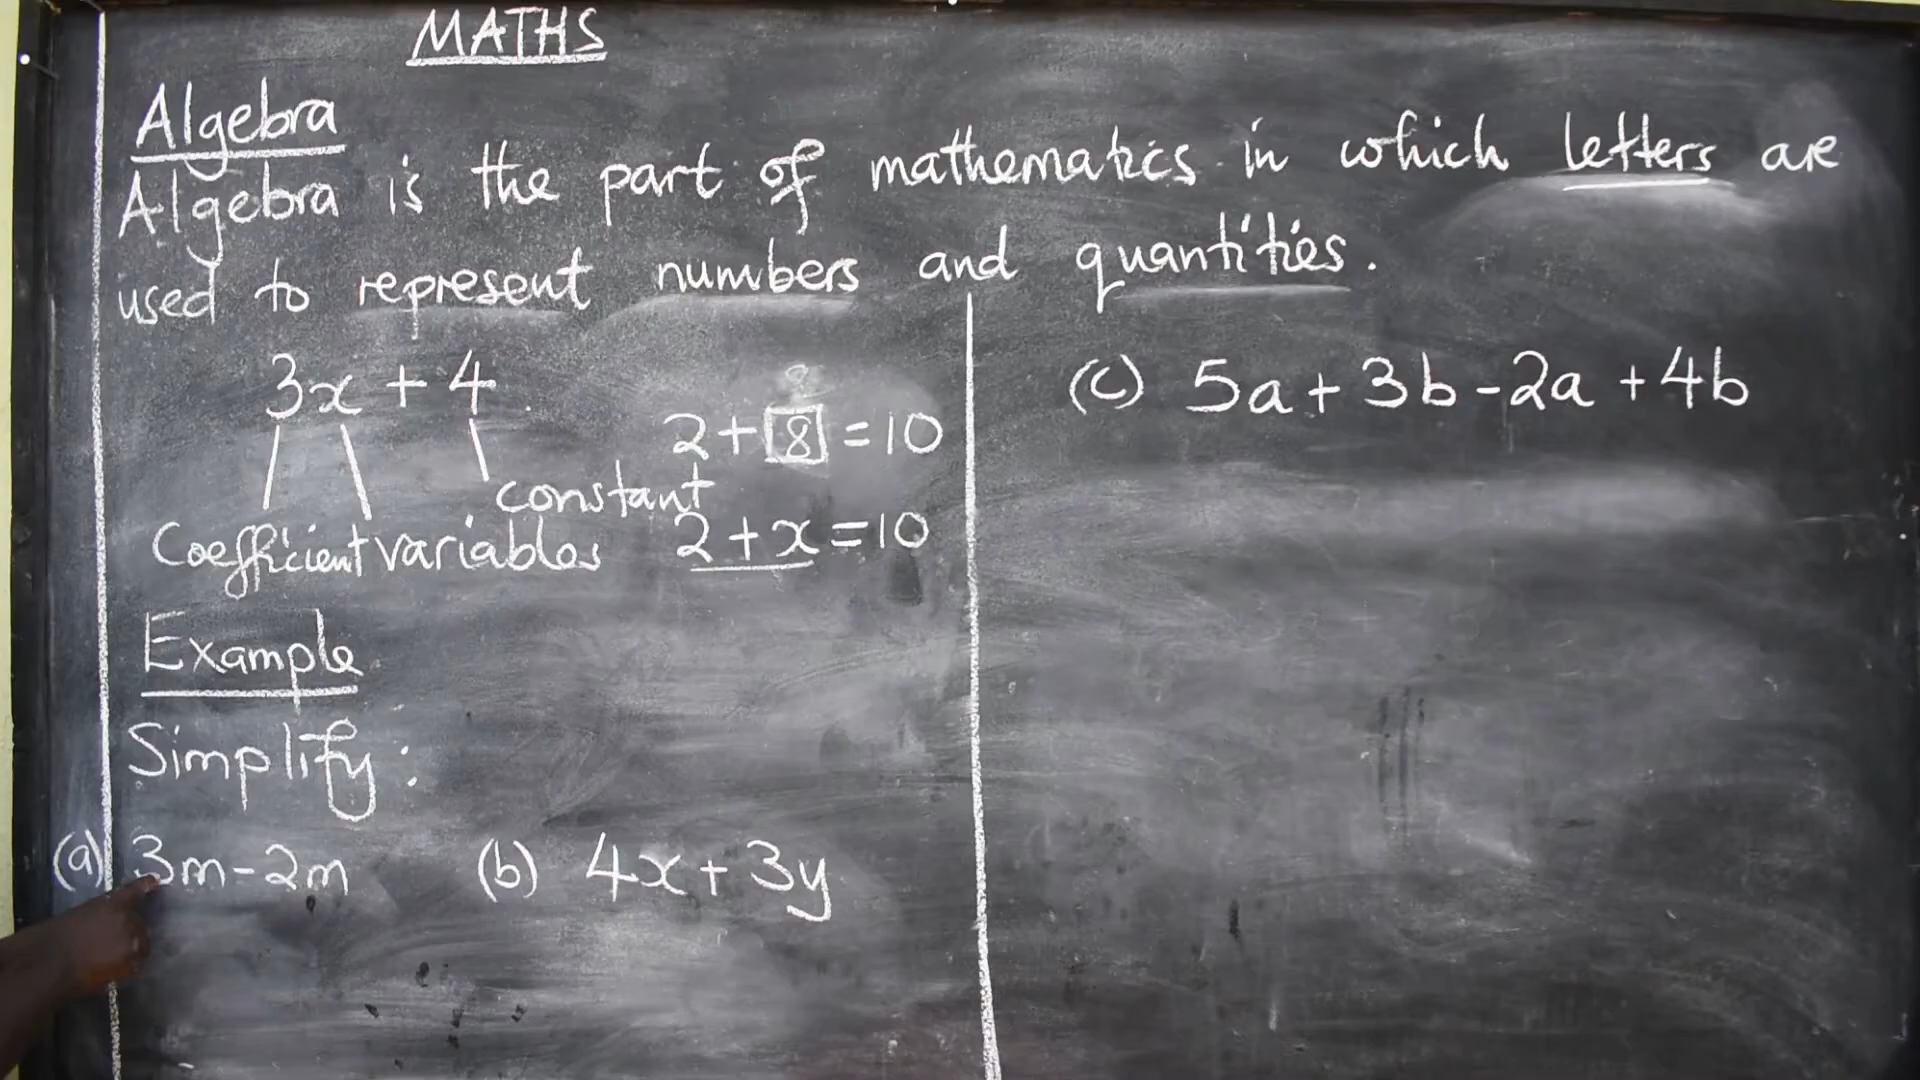 MATHS
Algebra
Algebra is the part of mathematics in which letters are
used to represent numbers and quantities.
3x + 4
2 + 8 = 10
constant
Coefficient variables
2 + x = 10
Example
Simplify:
(a) 3m - 2m
(b) 4x + 3y
(c) 5a + 3b - 2a + 4b